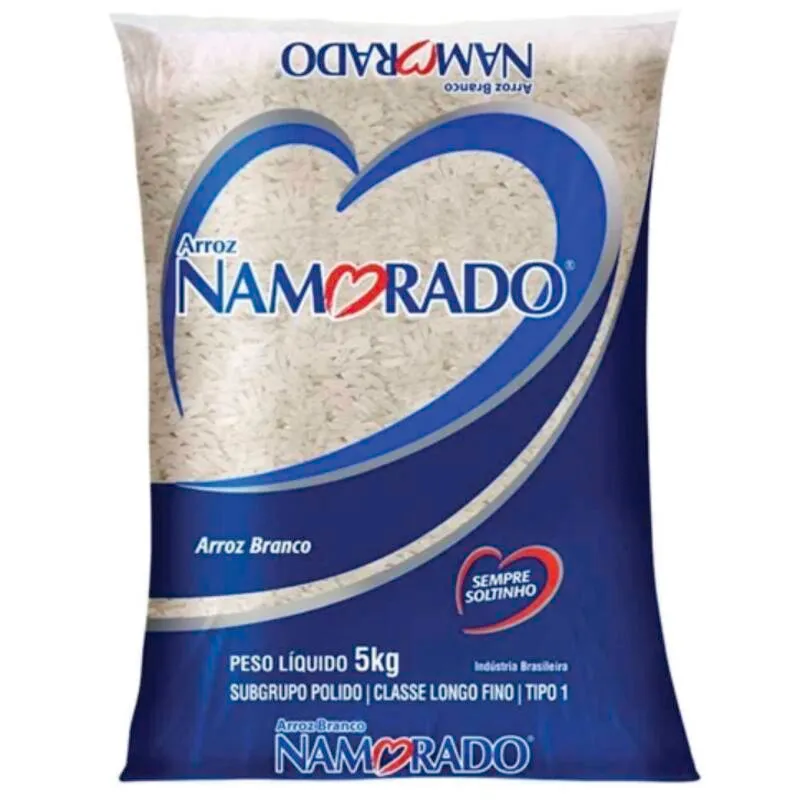 NAMORADO
Arroz Branco
Arroz
NAMORADO®
Arroz Branco
SEMPRE
SOLTINHO
PESO LÍQUIDO 5kg
Indústria Brasileira
SUBGRUPO POLIDO | CLASSE LONGO FINO | TIPO 1
Arroz Branco
NAMORADO®